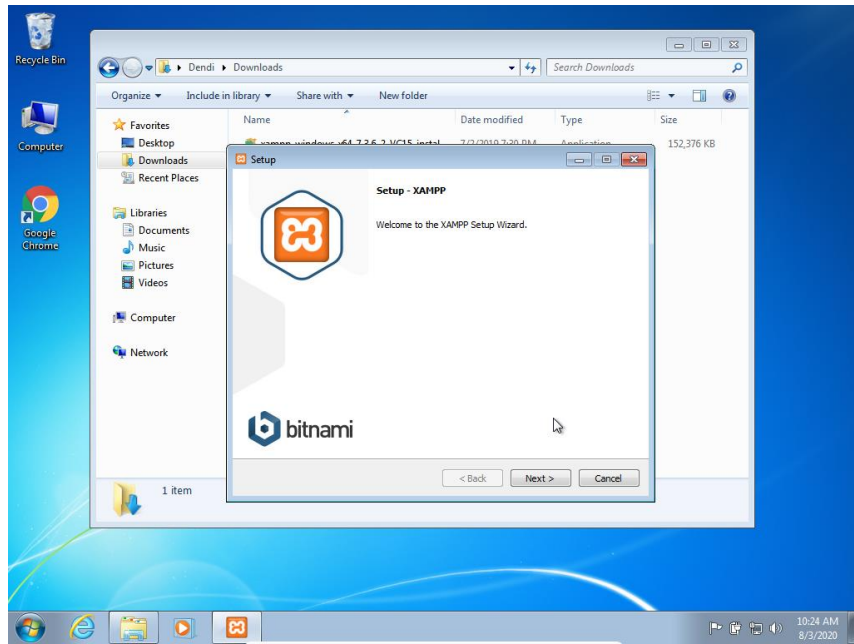 Recycle Bin
Computer
Google
Chrome
Dendi
Downloads
Search Downloads
Organize
Include in library
Share with
New folder
Name
Date modified
Type
Size
152,376 KB
Favorites
Desktop
Downloads
Recent Places
Libraries
Documents
Music
Pictures
Videos
Computer
Network
1 item
Setup
Setup - XAMPP
Welcome to the XAMPP Setup Wizard.
bitnami
< Back
Next >
Cancel
10:24 AM
8/3/2020